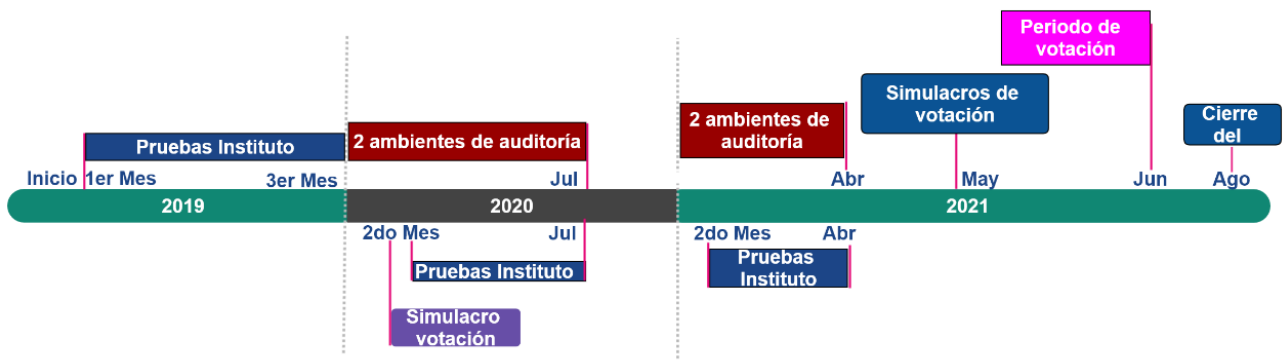 Periodo de
votación
Simulacros de
votación
Cierre
del
2 ambientes de
auditoría
2 ambientes de auditoría
Pruebas Instituto
Inicio 1er Mes
3er Mes
Jul
Abr
May
Jun
Ago
2019
2020
2021
2do Mes
Jul
2do Mes
Abr
Pruebas Instituto
Pruebas
Instituto
Simulacro
votación